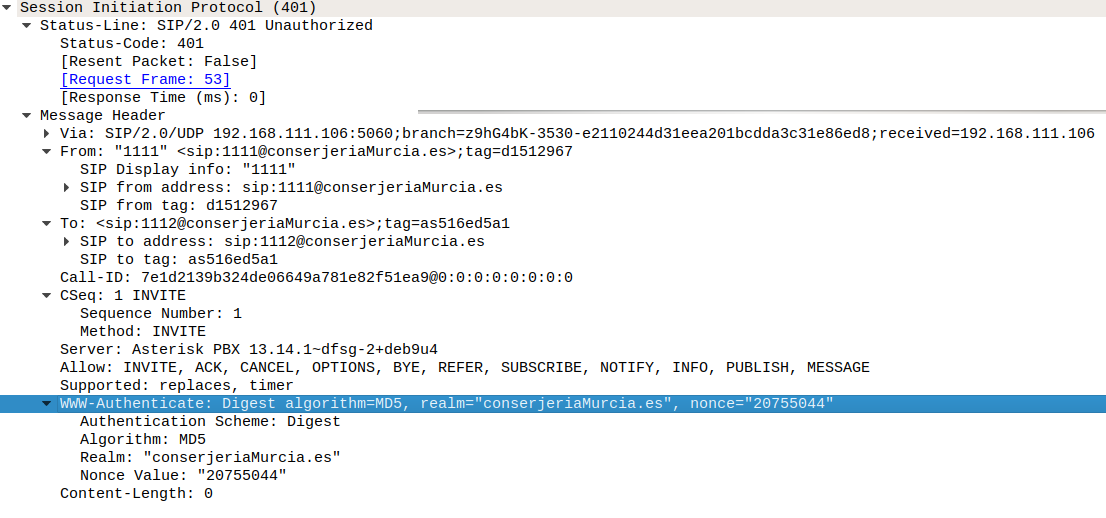 Session Initiation Protocol (401)
Status-Line: SIP/2.0 401 Unauthorized
Status-Code: 401
[Resent Packet: False]
[Request Frame: 53]
[Response Time (ms): 0]
Message Header
Via: SIP/2.0/UDP 192.168.111.106:5060;branch=z9hG4bK-3530-e2110244d31eea201bcdda3c31e86ed8;received=192.168.111.106
From: "1111" <sip:1111@conserjeriaMurcia.es>;tag=d1512967
SIP Display info: "1111"
SIP from address: sip:1111@conserjeriaMurcia.es
SIP from tag: d1512967
To: <sip:1112@conserjeriaMurcia.es>;tag=as516ed5a1
SIP to address: sip:1112@conserjeriaMurcia.es
SIP to tag: as516ed5a1
Call-ID: 7e1d2139b324de06649a781e82f51ea9@0:0:0:0:0:0:0:0
CSeq: 1 INVITE
Sequence Number: 1
Method: INVITE
Server: Asterisk PBX 13.14.1~dfsg-2+deb9u4
Allow: INVITE, ACK, CANCEL, OPTIONS, BYE, REFER, SUBSCRIBE, NOTIFY, INFO, PUBLISH, MESSAGE
Supported: replaces, timer
WWW-Authenticate: Digest algorithm=MD5, realm="conserjeriaMurcia.es", nonce="20755044"
Authentication Scheme: Digest
Algorithm: MD5
Realm: "conserjeriaMurcia.es"
Nonce Value: "20755044"
Content-Length: 0